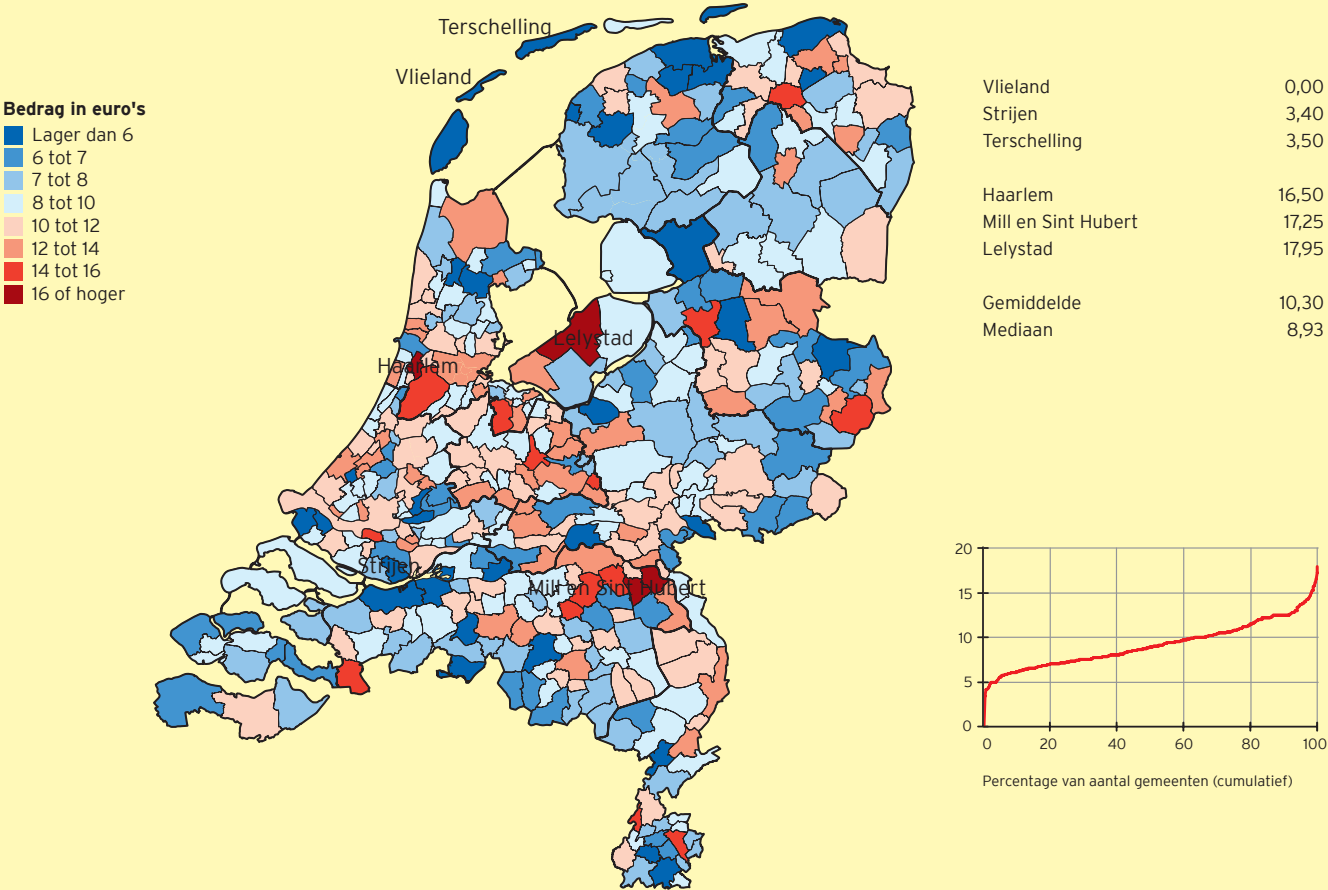 Terschelling
Vlieland
Bedrag in euro's
Lager dan 6
6 tot 7
7 tot 8
8 tot 10
10 tot 12
12 tot 14
14 tot 16
16 of hoger
Lelystad
Haarlem
Strijen
Mill en Sint Hubert
Vlieland 0,00
Strijen 3,40
Terschelling 3,50
Haarlem 16,50
Mill en Sint Hubert 17,25
Lelystad 17,95
Gemiddelde 10,30
Mediaan 8,93
20
15
10
5
0
0 20 40 60 80 100
Percentage van aantal gemeenten (cumulatief)